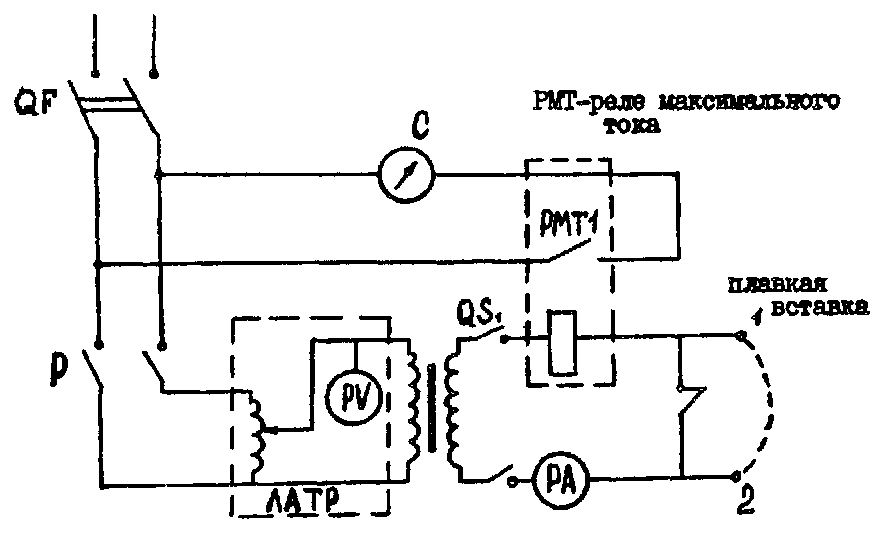 QF
РМТ-реле максимального
тока
C
РМТ1
плавкая
1 вставка
QS₁
P
PV
ЛАТР
PA
2